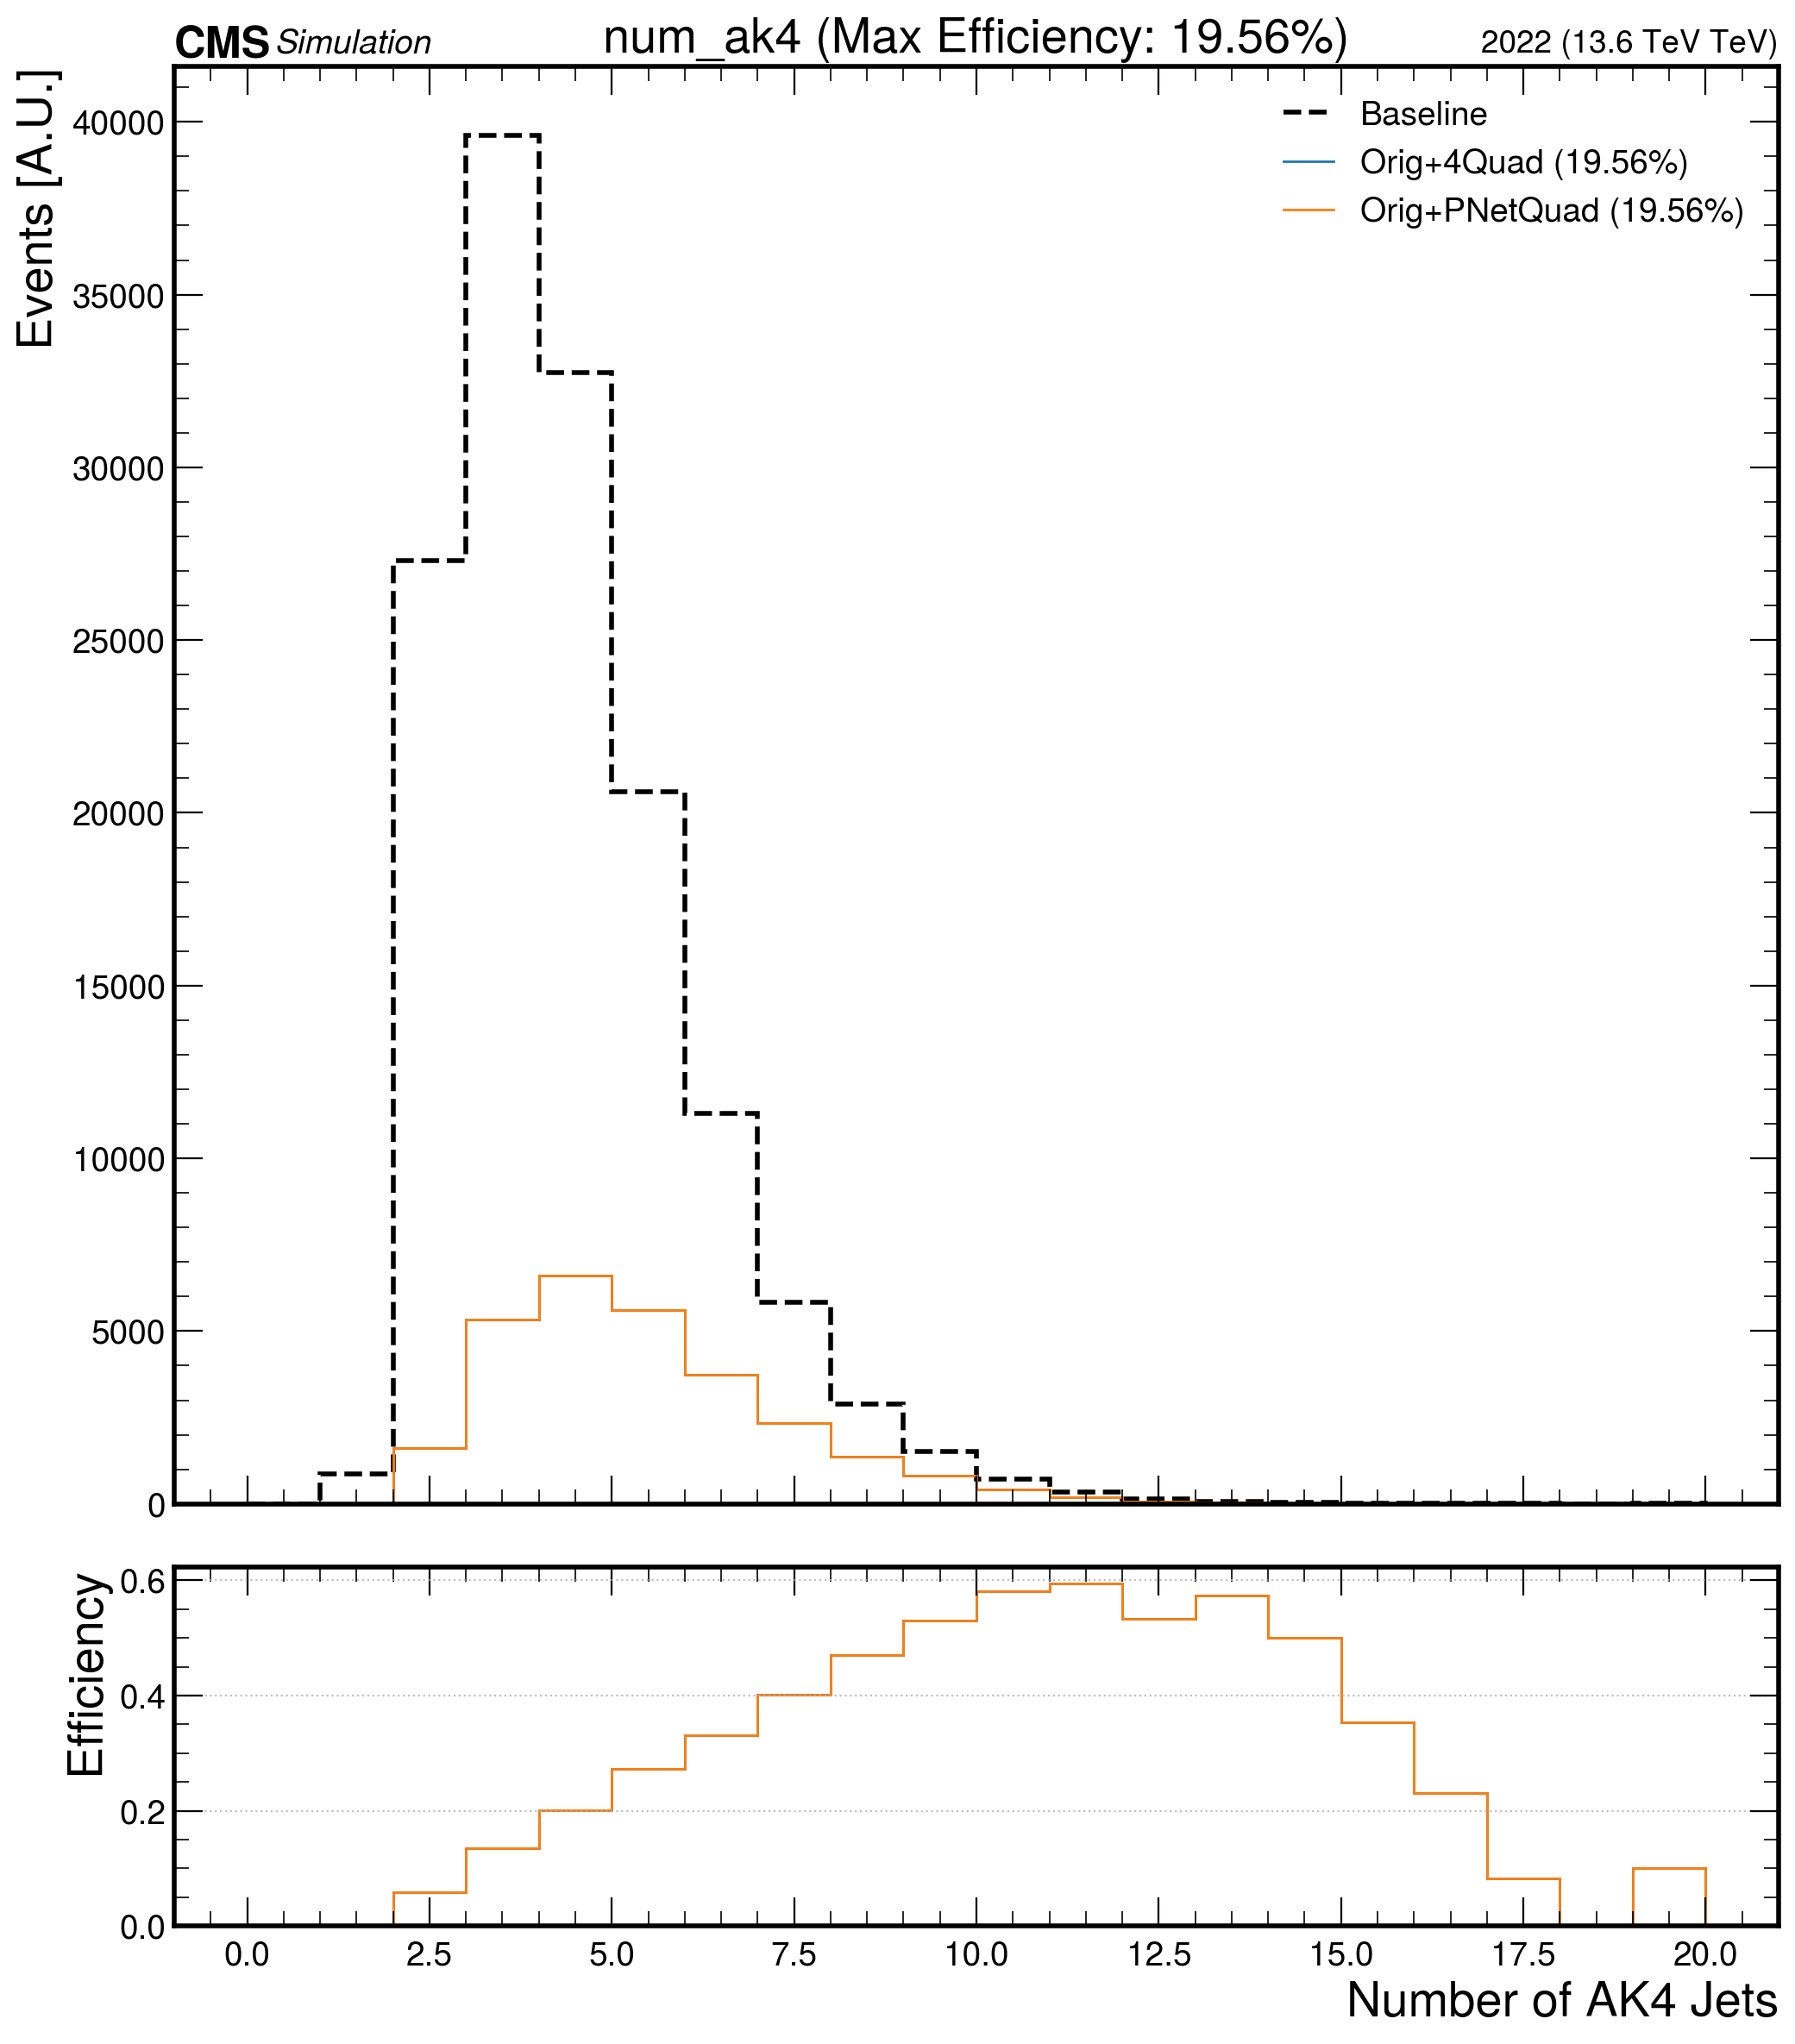 CMS Simulation num_ak4 (Max Efficiency: 19.56%) 2022 (13.6 TeV TeV)
Events [A.U.]
40000
35000
30000
25000
20000
15000
10000
5000
0
Baseline
Orig+4Quad (19.56%)
Orig+PNetQuad (19.56%)
Efficiency
0.6
0.4
0.2
0.0
0.0 2.5 5.0 7.5 10.0 12.5 15.0 17.5 20.0
Number of AK4 Jets